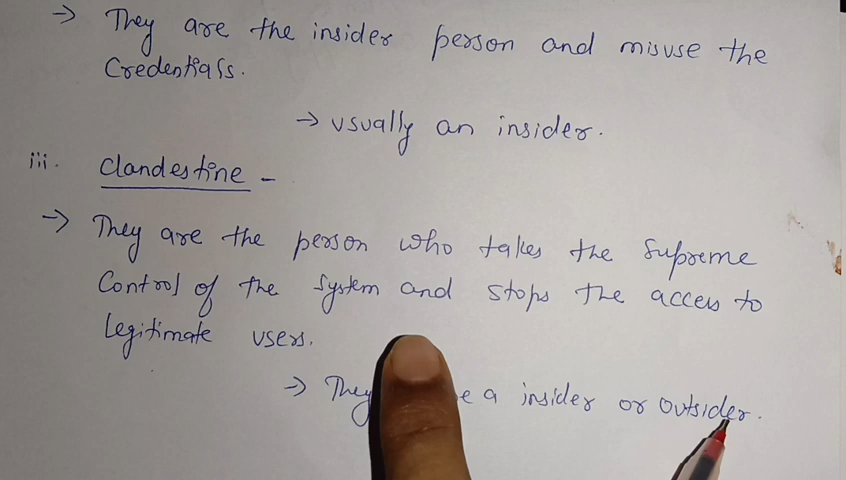 → They are the insider person and misuse the
Credentials.
→ usually an insider.
iii. Clandestine -
→ They are the person who takes the Supreme
Control of the System and stops the access to
Legitimate users.
→ They a insider or outsider.